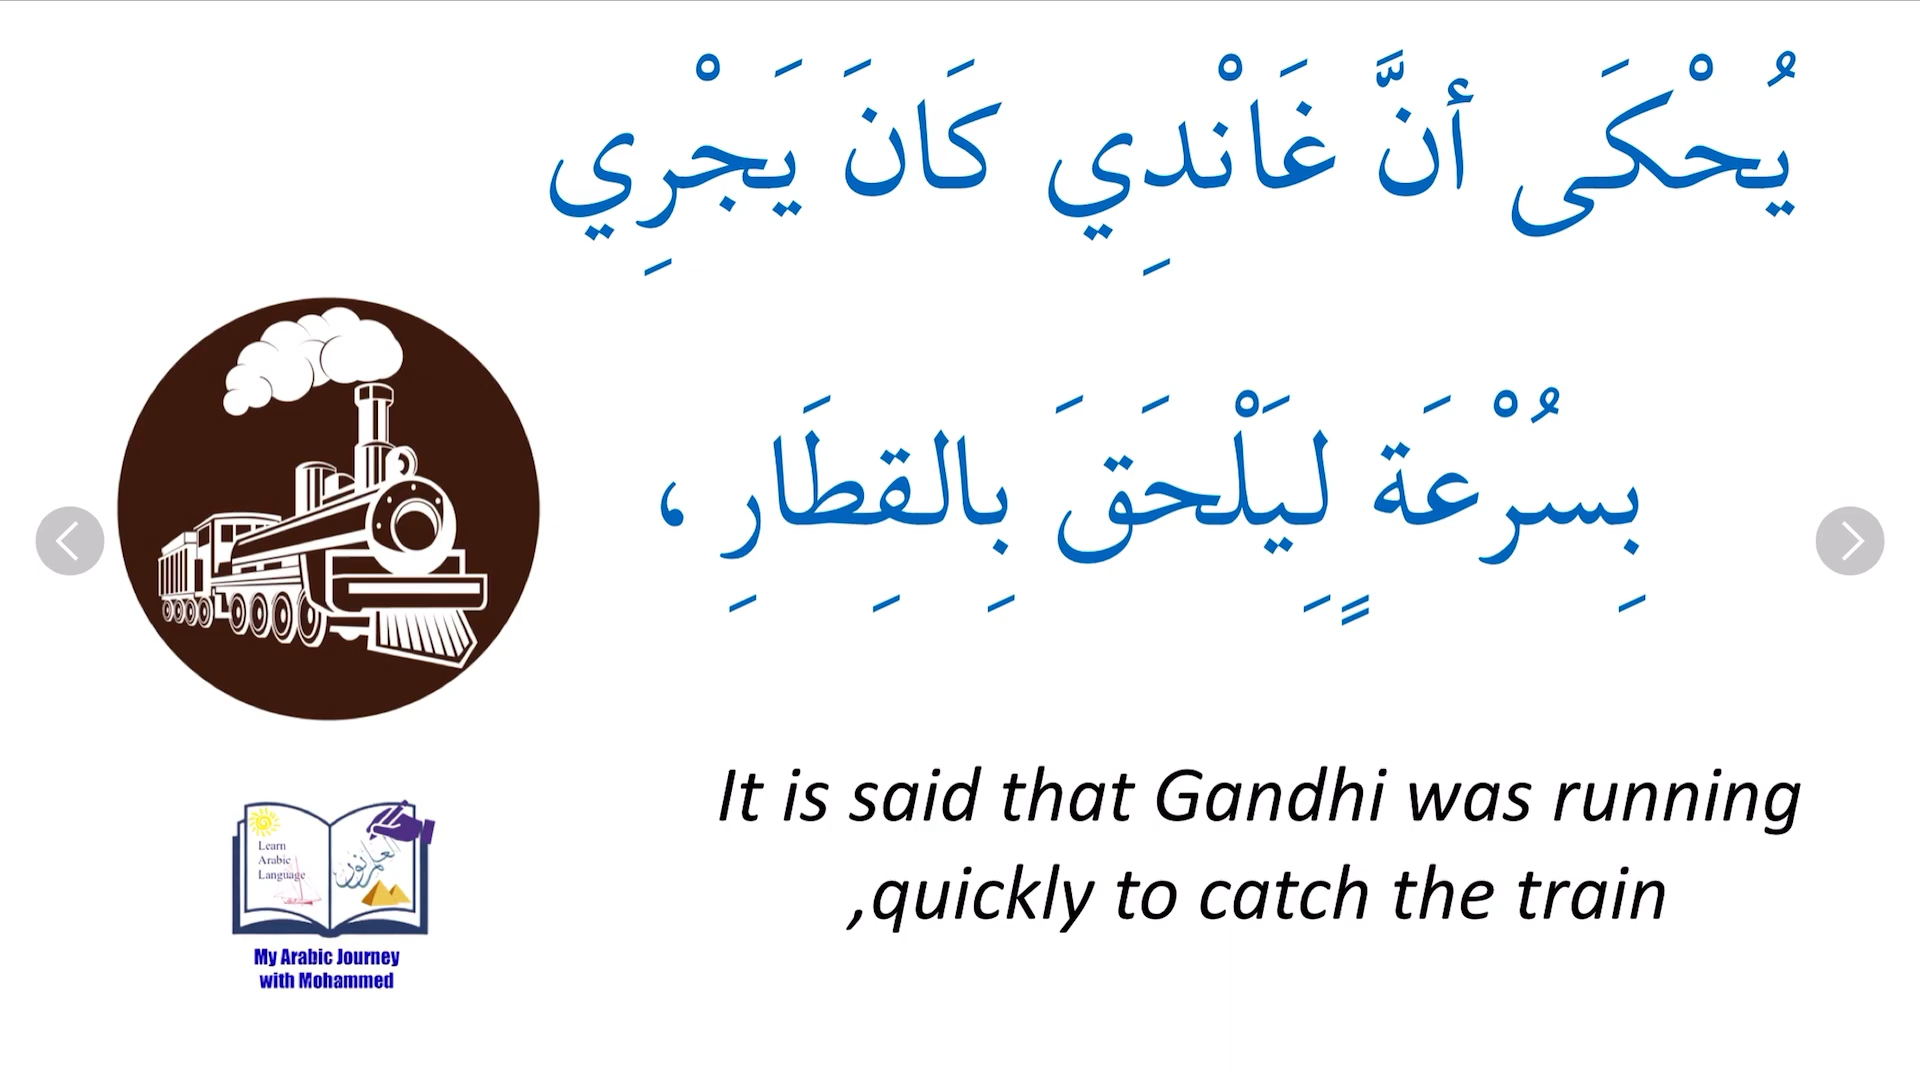 يُحْكَى أنَّ غَانْدِي كَانَ يَجْرِي
بِسُرْعَةٍ لِيَلْحَقَ بِالقِطَارِ ،
It is said that Gandhi was running
,quickly to catch the train
Learn
Arabic
Language
My Arabic Journey
with Mohammed